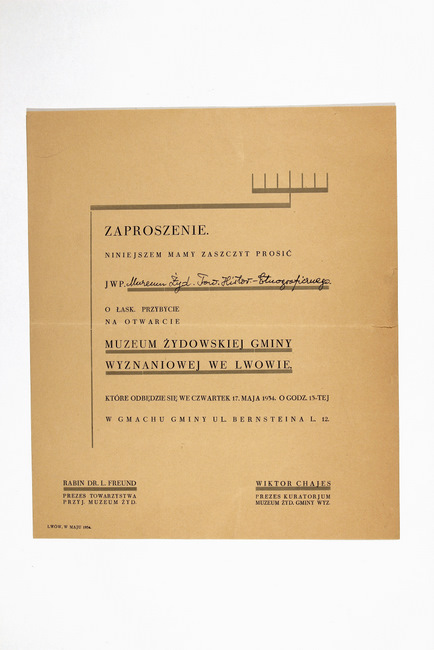 ZAPROSZENIE.
NINIEJSZEM MAMY ZASZCZYT PROSIĆ
JWP. Muzeum Żyd. Tow. Histor-Etnograficznego.
O ŁASK. PRZYBYCIE
NA OTWARCIE
MUZEUM ŻYDOWSKIEJ GMINY
WYZNANIOWEJ WE LWOWIE,
KTÓRE ODBĘDZIE SIĘ WE CZWARTEK 17. MAJA 1934. O GODZ. 13-TEJ
W GMACHU GMINY UL. BERNSTEINA L. 12.
RABIN DR. L. FREUND
PREZES TOWARZYSTWA
PRZYJ. MUZEUM ŻYD.
WIKTOR CHAJES
PREZES KURATORJUM
MUZEUM ŻYD. GMINY WYZ.
LWÓW, W MAJU 1934.